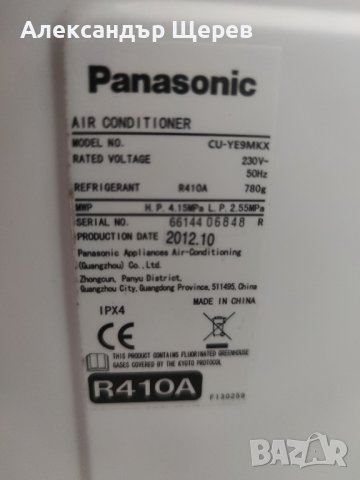 Александър Щерев
Panasonic
AIR CONDITIONER
MODEL NO. CU-YE9MKX
RATED VOLTAGE 230V~
50Hz
REFRIGERANT R410A 780g
MWP H.P. 4.15MPa L.P. 2.55MPa
SERIAL NO. 66144 06848 R
PRODUCTION DATE 2012.10
Panasonic Appliances Air-Conditioning
(Guangzhou) Co., Ltd.
Zhongcun, Panyu District,
Guangzhou City, Guangdong Province, 511495, China
MADE IN CHINA
IPX4
CE
THIS PRODUCT CONTAINS FLUORINATED GREENHOUSE
GASES COVERED BY THE KYOTO PROTOCOL
R410A
F130259
BAZAR